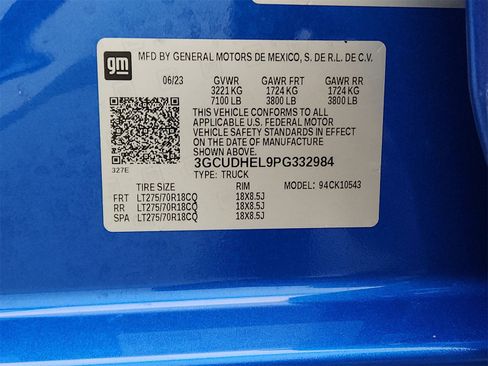 gm
MFD BY GENERAL MOTORS DE MEXICO, S. DE R.L. DE C.V.
06/23 GVWR GAWR FRT GAWR RR
3221 KG 1724 KG 1724 KG
7100 LB 3800 LB 3800 LB
THIS VEHICLE CONFORMS TO ALL
APPLICABLE U.S. FEDERAL MOTOR
VEHICLE SAFETY STANDARDS IN EFFECT
ON THE DATE OF MANUFACTURE
SHOWN ABOVE.
3GCUDHEL9PG332984
327E TYPE: TRUCK
TIRE SIZE RIM MODEL: 94CK10543
FRT LT275/70R18CQ 18X8.5J
RR LT275/70R18CQ 18X8.5J
SPA LT275/70R18CQ 18X8.5J